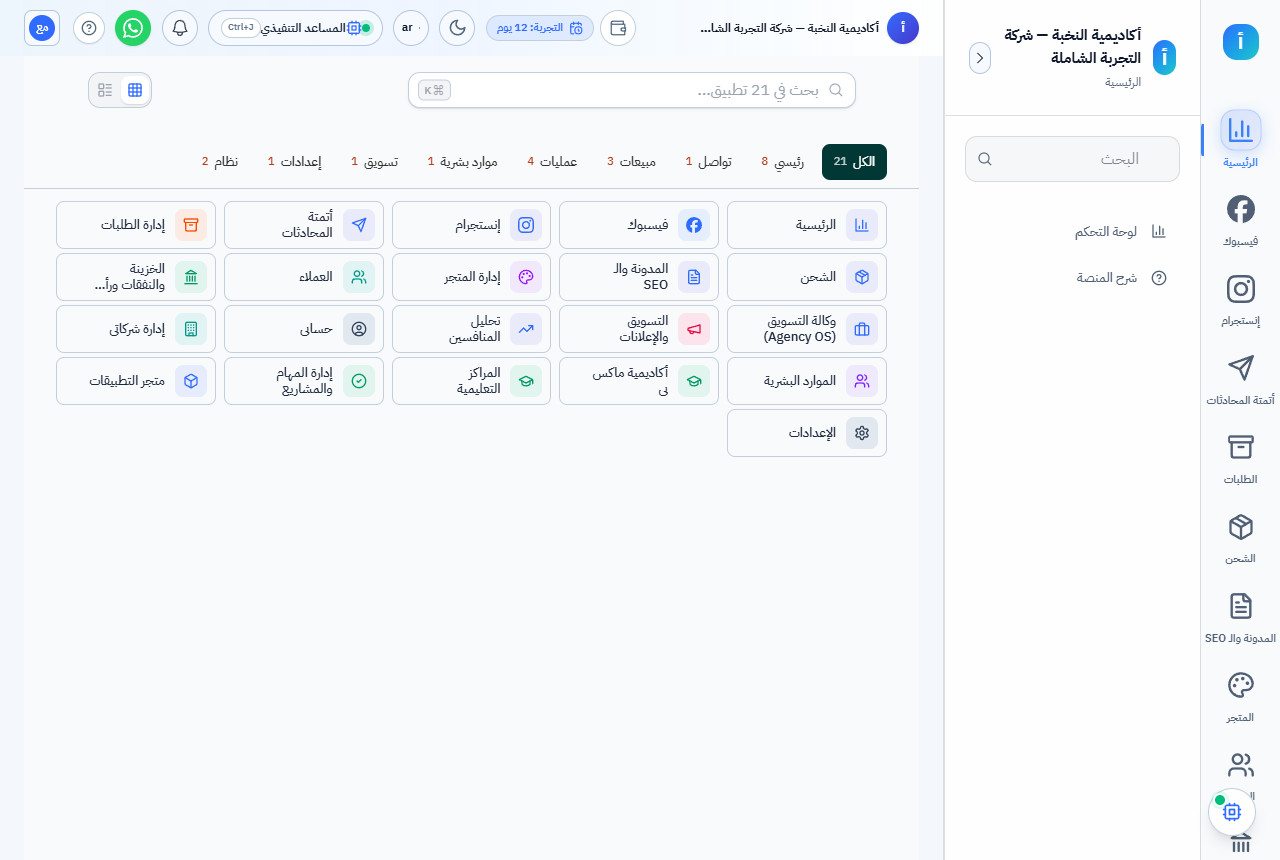 أ
الرئيسية
فيسبوك
إنستجرام
أتمتة المحادثات
الطلبات
الشحن
المدونة والـ SEO
المتجر
أ
أكاديمية النخبة — شركة
التجربة الشاملة
الرئيسية
البحث
لوحة التحكم
شرح المنصة
أ
أكاديمية النخبة — شركة التجربة الشا...
التجربة: 12 يوم
ar
المساعد التنفيذي
Ctrl+J
مع
بحث في 21 تطبيق...
⌘K
الكل 21
رئيسي 8
تواصل 1
مبيعات 3
عمليات 4
موارد بشرية 1
تسويق 1
إعدادات 1
نظام 2
الرئيسية
فيسبوك
إنستجرام
أتمتة
المحادثات
إدارة الطلبات
الشحن
المدونة والـ
SEO
إدارة المتجر
العملاء
الخزينة
والنفقات ورأ...
وكالة التسويق
(Agency OS)
التسويق
والإعلانات
تحليل
المنافسين
حسابى
إدارة شركاتى
الموارد البشرية
أكاديمية ماكس
بى
المراكز
التعليمية
إدارة المهام
والمشاريع
متجر التطبيقات
الإعدادات